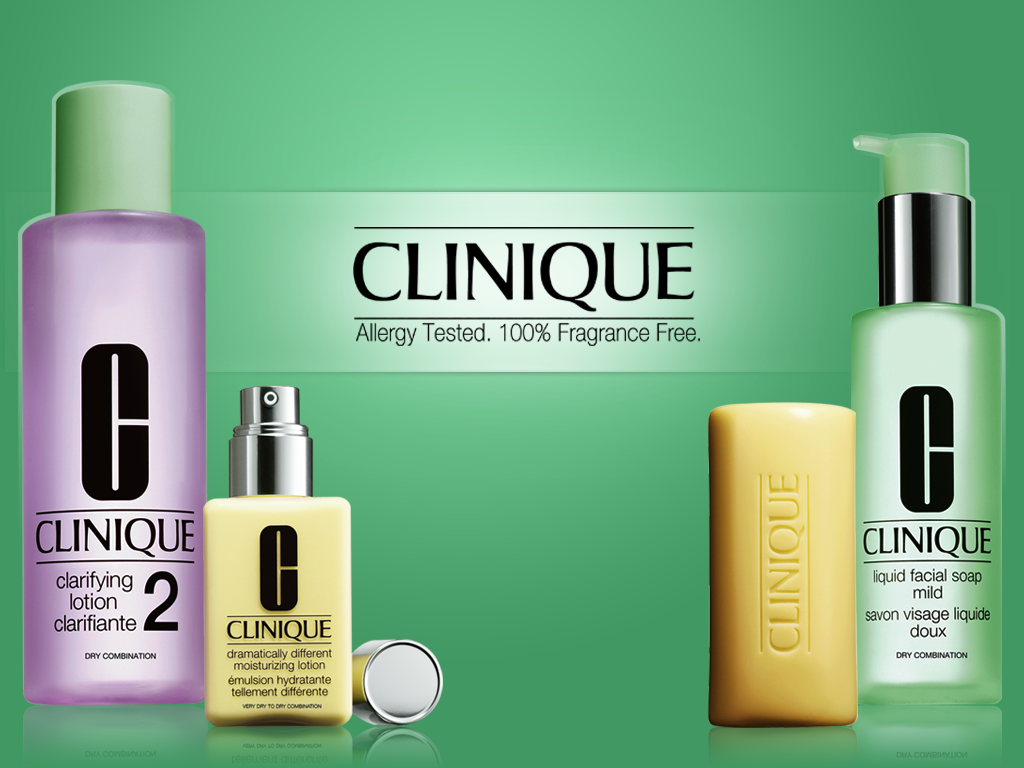 CLINIQUE
Allergy Tested. 100% Fragrance Free.
C
CLINIQUE
clarifying
lotion
clarifiante 2
DRY COMBINATION
C
CLINIQUE
dramatically different
moisturizing lotion
émulsion hydratante
tellement différente
VERY DRY TO DRY COMBINATION
CLINIQUE
C
CLINIQUE
liquid facial soap
mild
savon visage liquide
doux
DRY COMBINATION